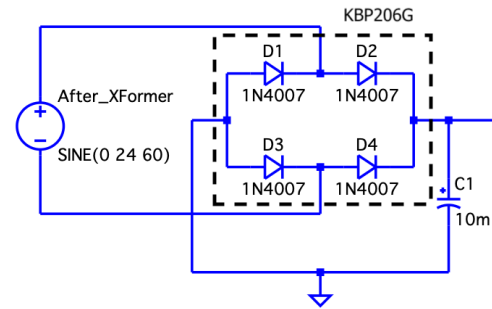 KBP206G
D1
D2
After_XFormer
1N4007
1N4007
SINE(0 24 60)
D3
D4
1N4007
1N4007
C1
10m